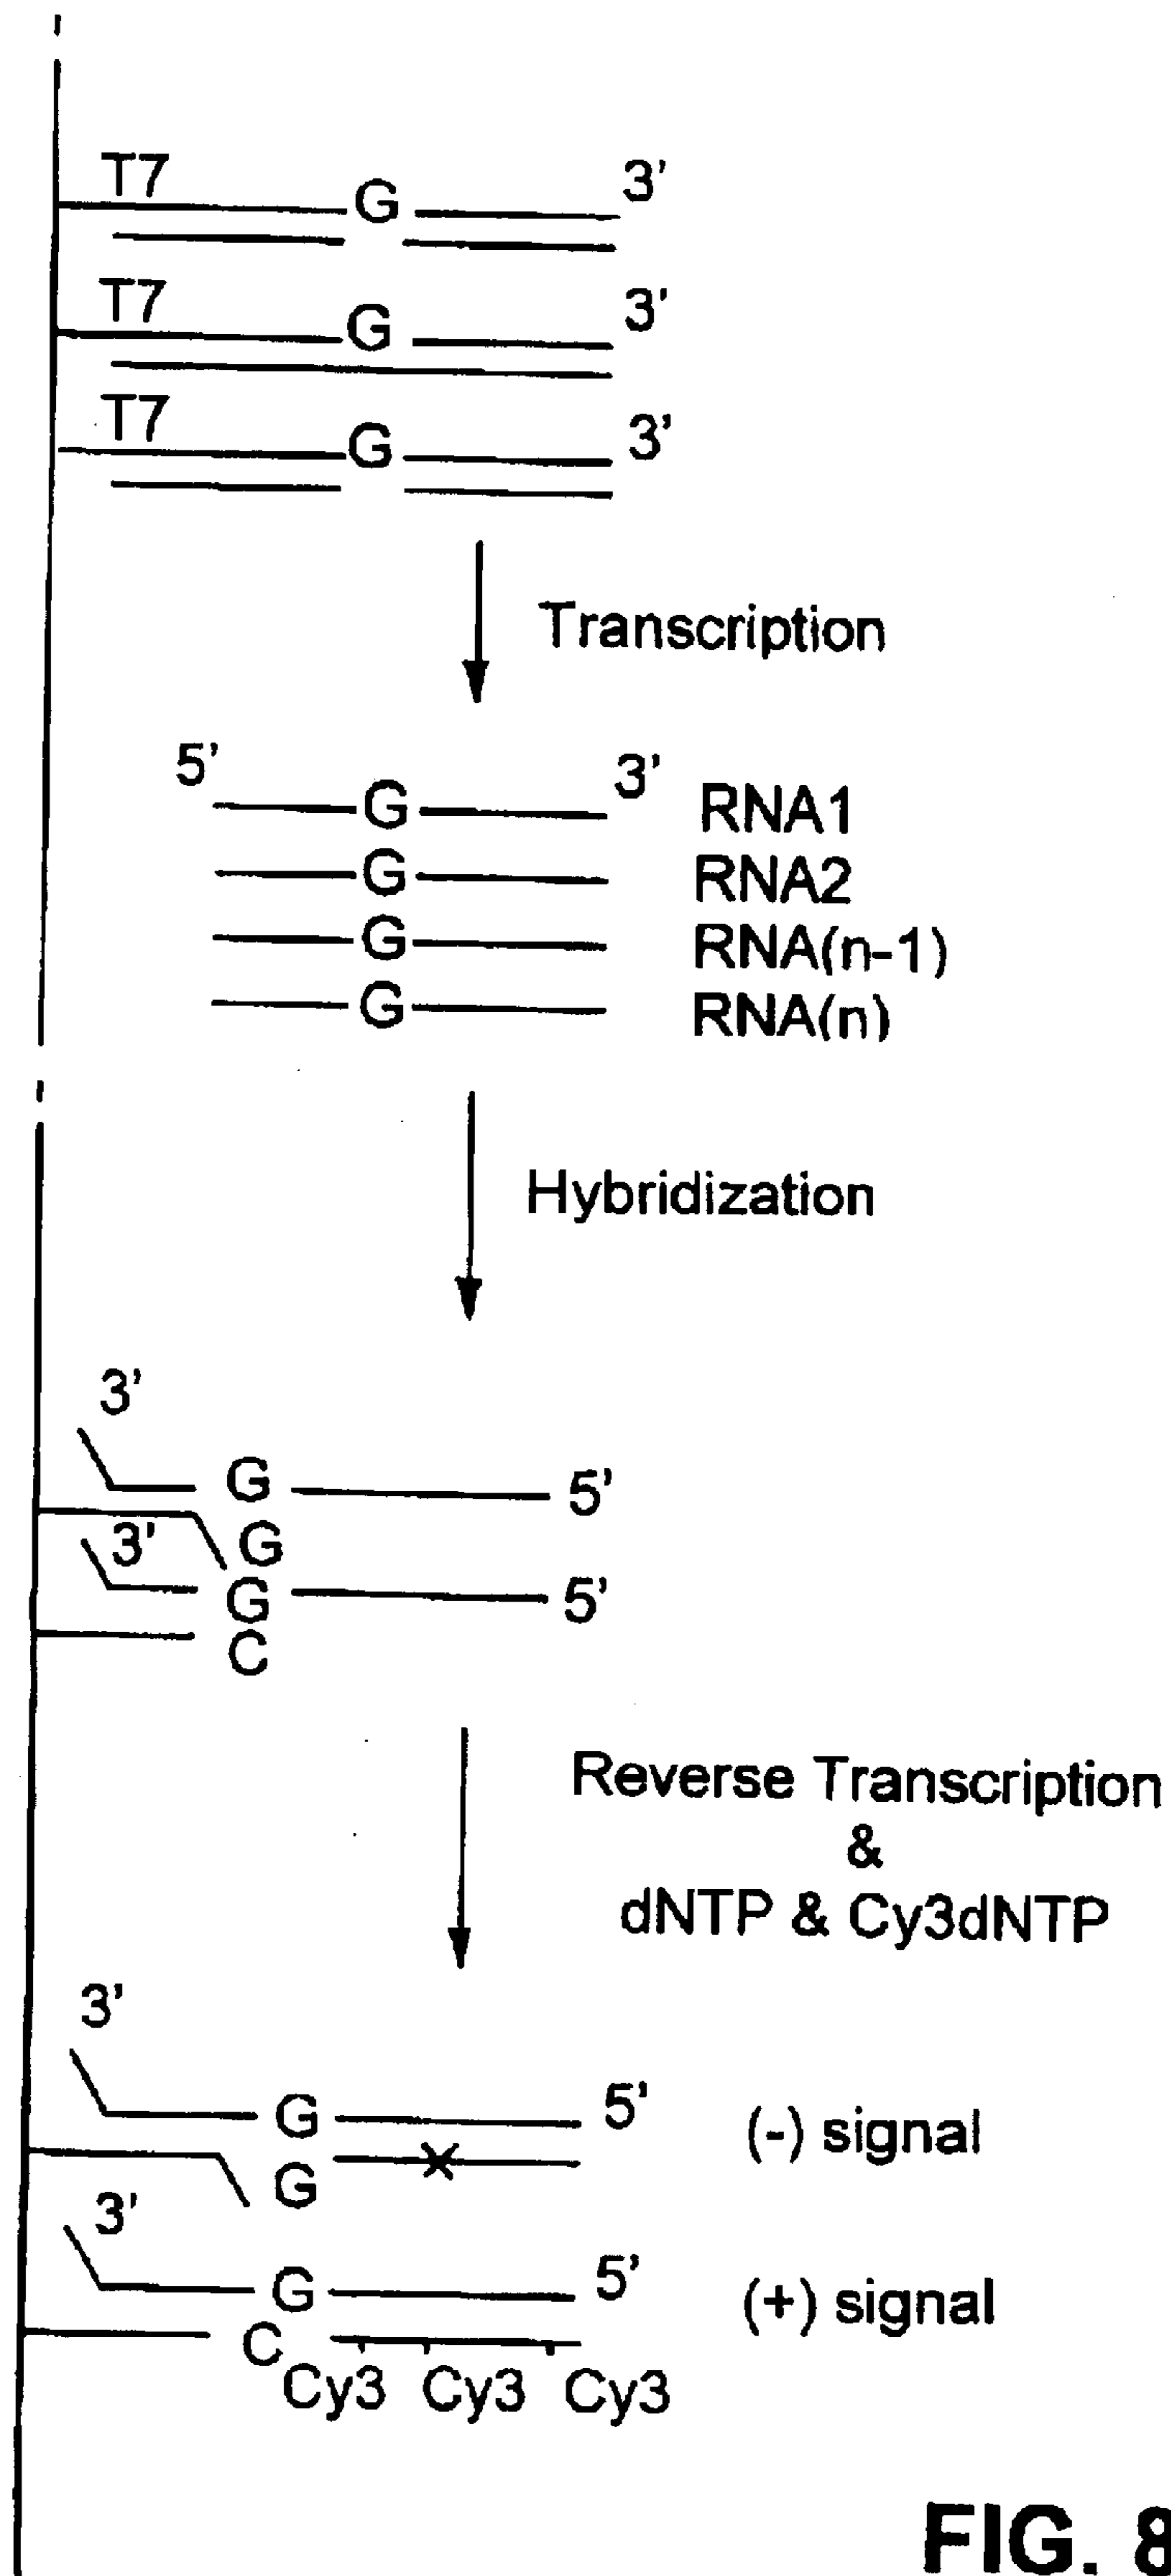 T7 G 3'
T7 G 3'
T7 G 3'
Transcription
5' G 3' RNA1
G RNA2
G RNA(n-1)
G RNA(n)
Hybridization
3'
G 5'
3' G
G 5'
C
Reverse Transcription
&
dNTP & Cy3dNTP
3'
G 5' (-) signal
G
3'
G 5' (+) signal
C
Cy3 Cy3 Cy3
FIG. 8